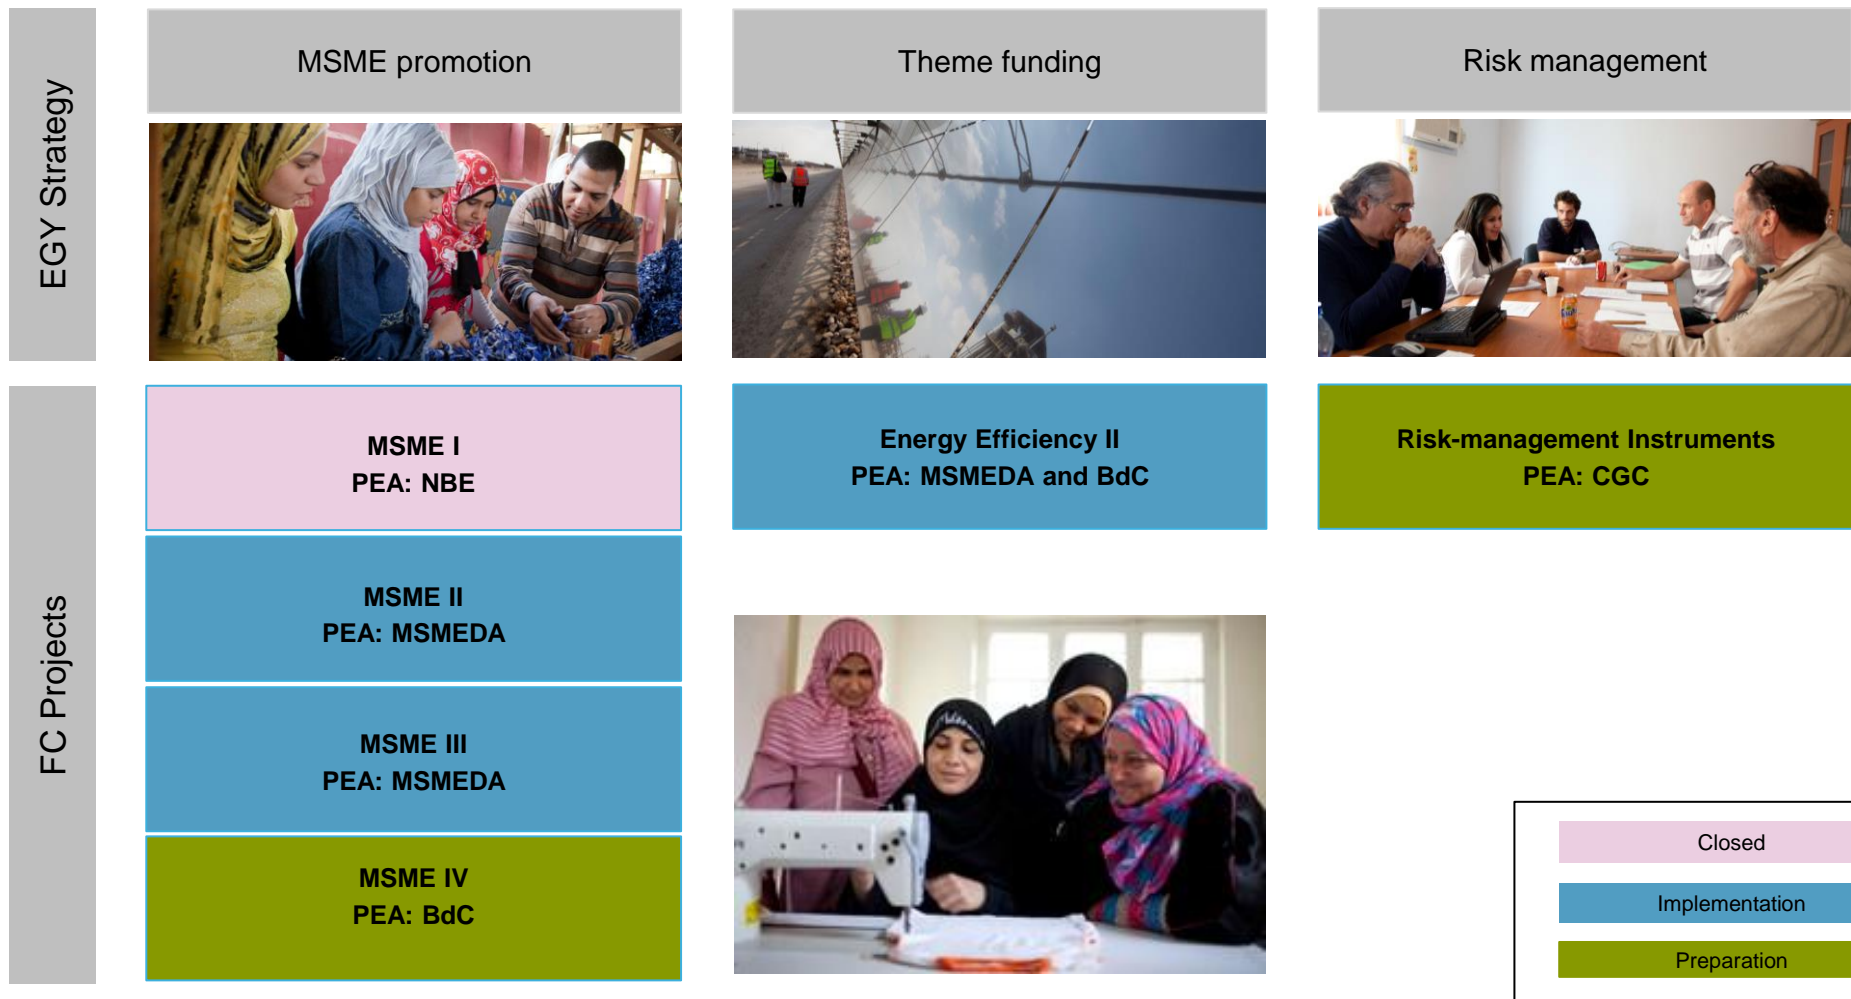 EGY Strategy
MSME promotion
Theme funding
Risk management
FC Projects
MSME I
PEA: NBE
MSME II
PEA: MSMEDA
MSME III
PEA: MSMEDA
MSME IV
PEA: BdC
Energy Efficiency II
PEA: MSMEDA and BdC
Risk-management Instruments
PEA: CGC
Closed
Implementation
Preparation